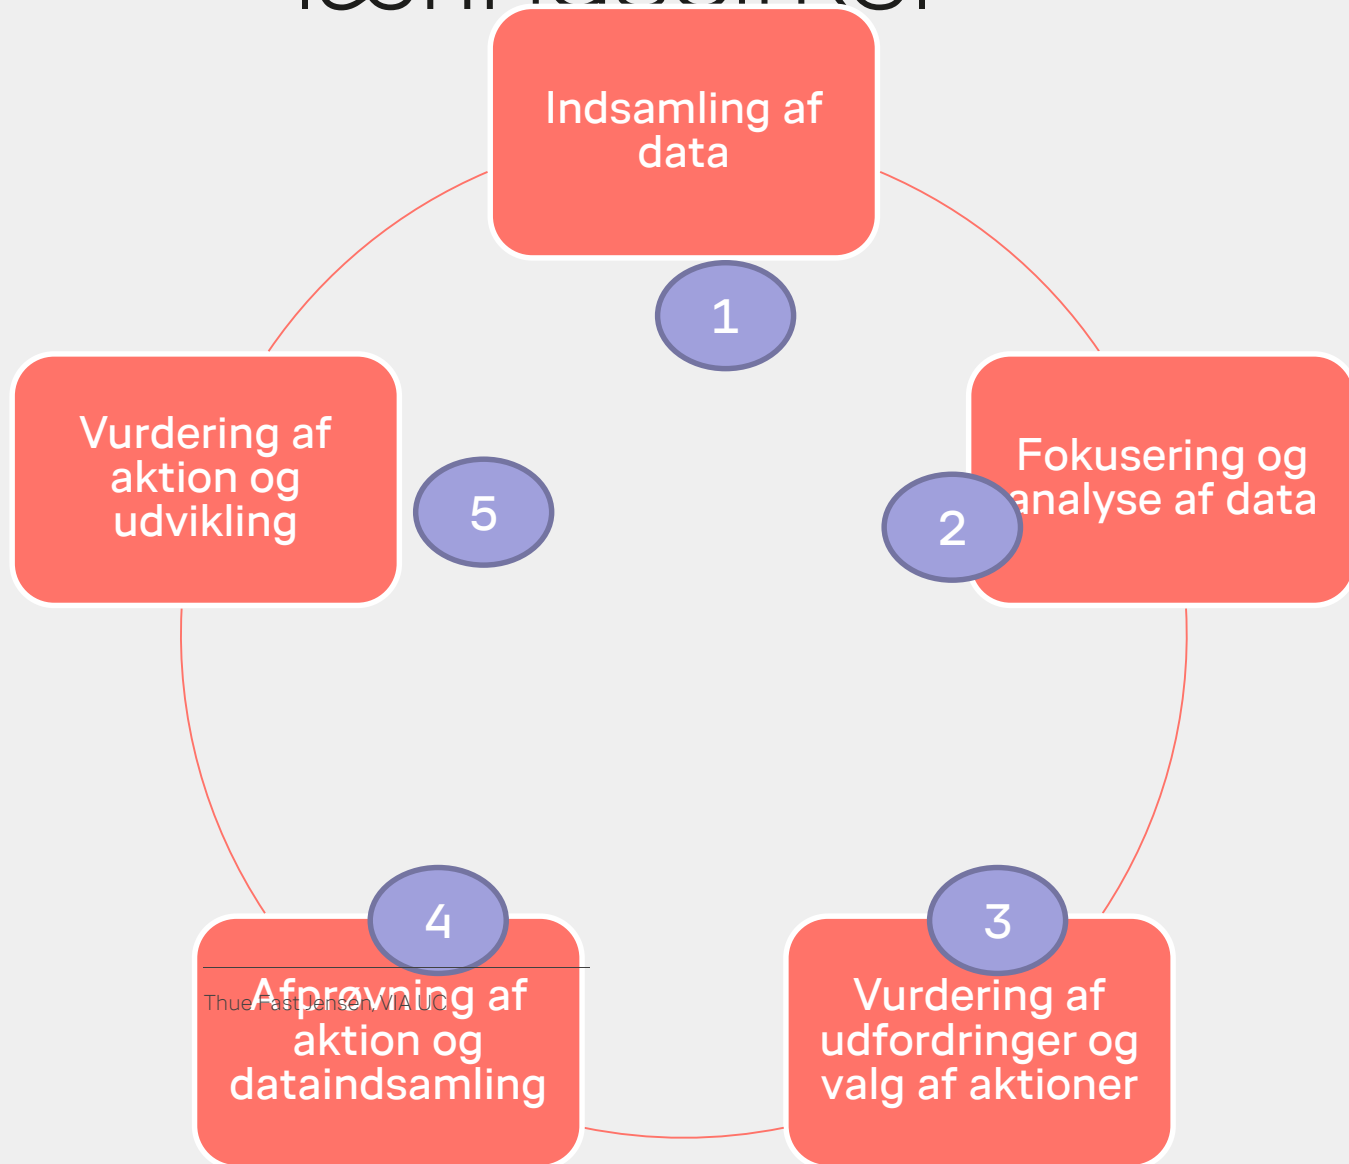 Indsamling af
data
1
Fokusering og
analyse af data
2
3
Vurdering af
udfordringer og
valg af aktioner
4
Afprøvning af
aktion og
dataindsamling
Thue Fast Jensen, VIA UC
Vurdering af
aktion og
udvikling
5